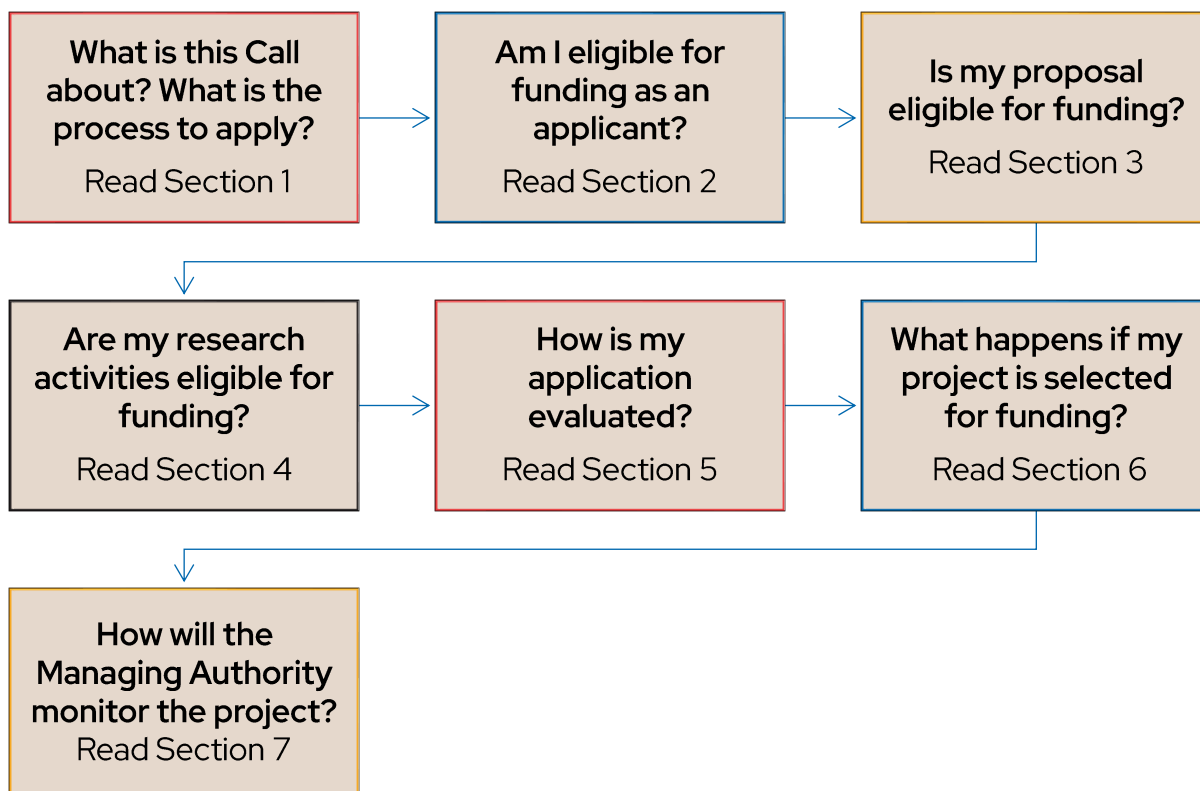 What is this Call
about? What is the
process to apply?
Read Section 1
Am I eligible for
funding as an
applicant?
Read Section 2
Is my proposal
eligible for funding?
Read Section 3
Are my research
activities eligible for
funding?
Read Section 4
How is my
application
evaluated?
Read Section 5
What happens if my
project is selected
for funding?
Read Section 6
How will the
Managing Authority
monitor the project?
Read Section 7